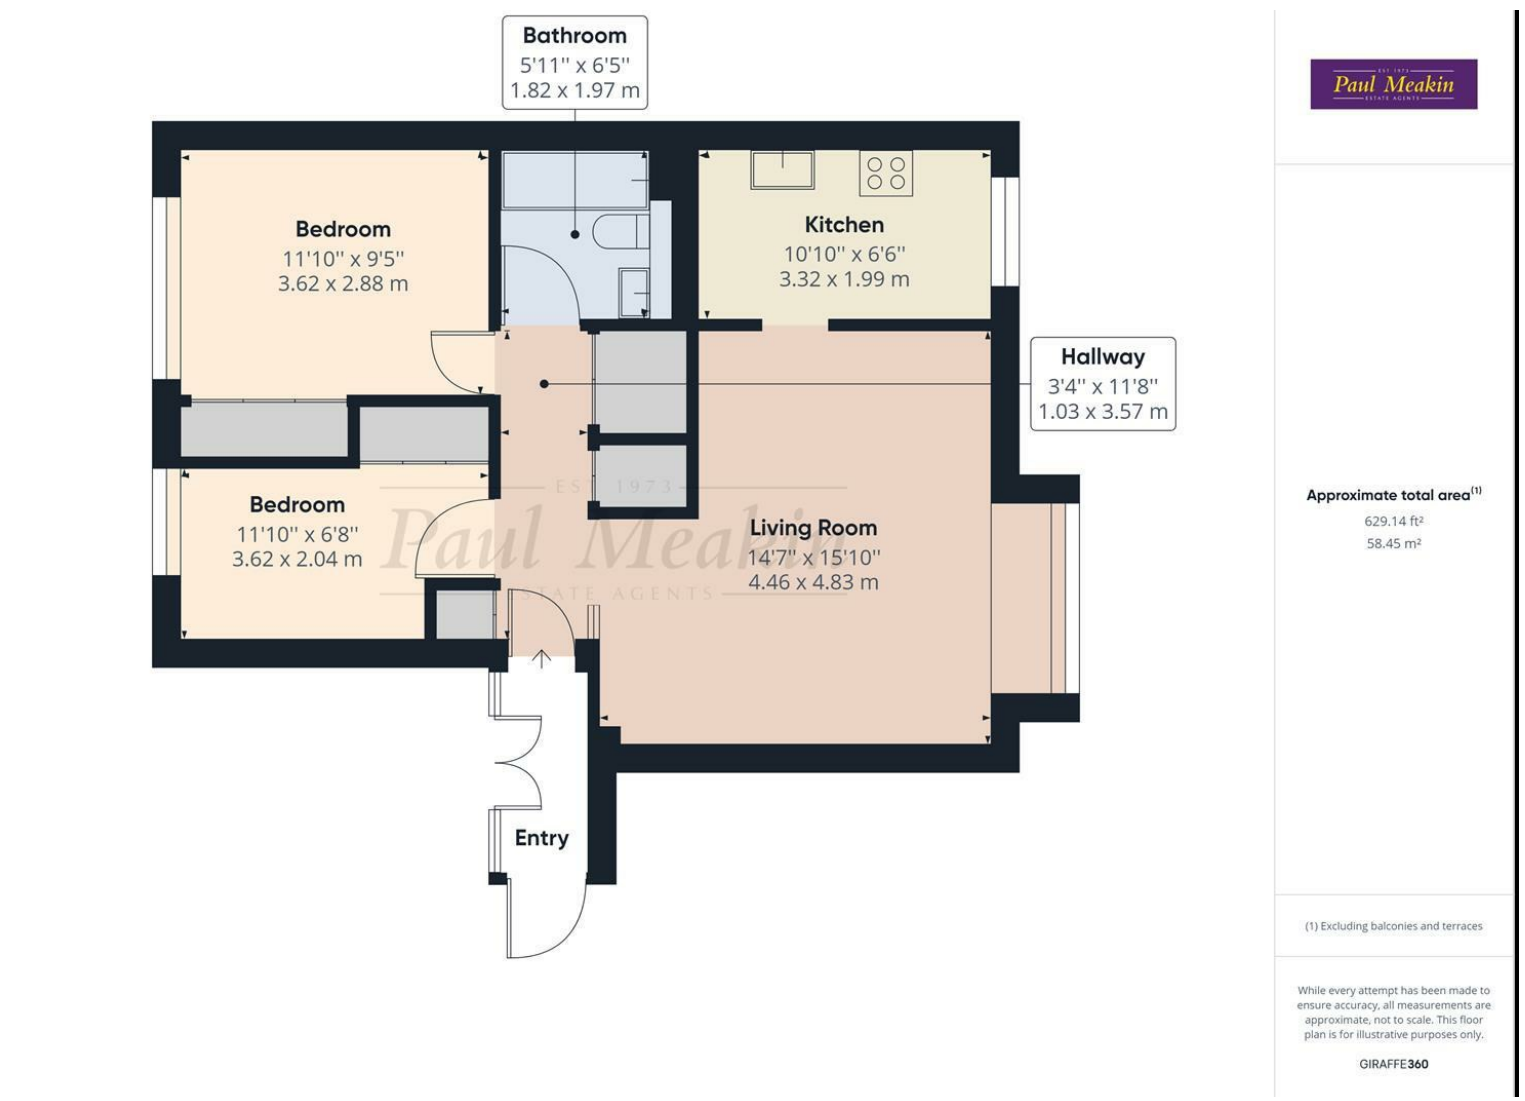 Bathroom
5'11'' x 6'5''
1.82 x 1.97 m
Bedroom
11'10'' x 9'5''
3.62 x 2.88 m
Kitchen
10'10'' x 6'6''
3.32 x 1.99 m
Hallway
3'4'' x 11'8''
1.03 x 3.57 m
Bedroom
11'10'' x 6'8''
3.62 x 2.04 m
Living Room
14'7'' x 15'10''
4.46 x 4.83 m
Entry
EST 1973
Paul Meakin
ESTATE AGENTS
EST 1973
Paul Meakin
ESTATE AGENTS
Approximate total area(1)
629.14 ft²
58.45 m²
(1) Excluding balconies and terraces
While every attempt has been made to
ensure accuracy, all measurements are
approximate, not to scale. This floor
plan is for illustrative purposes only.
GIRAFFE360